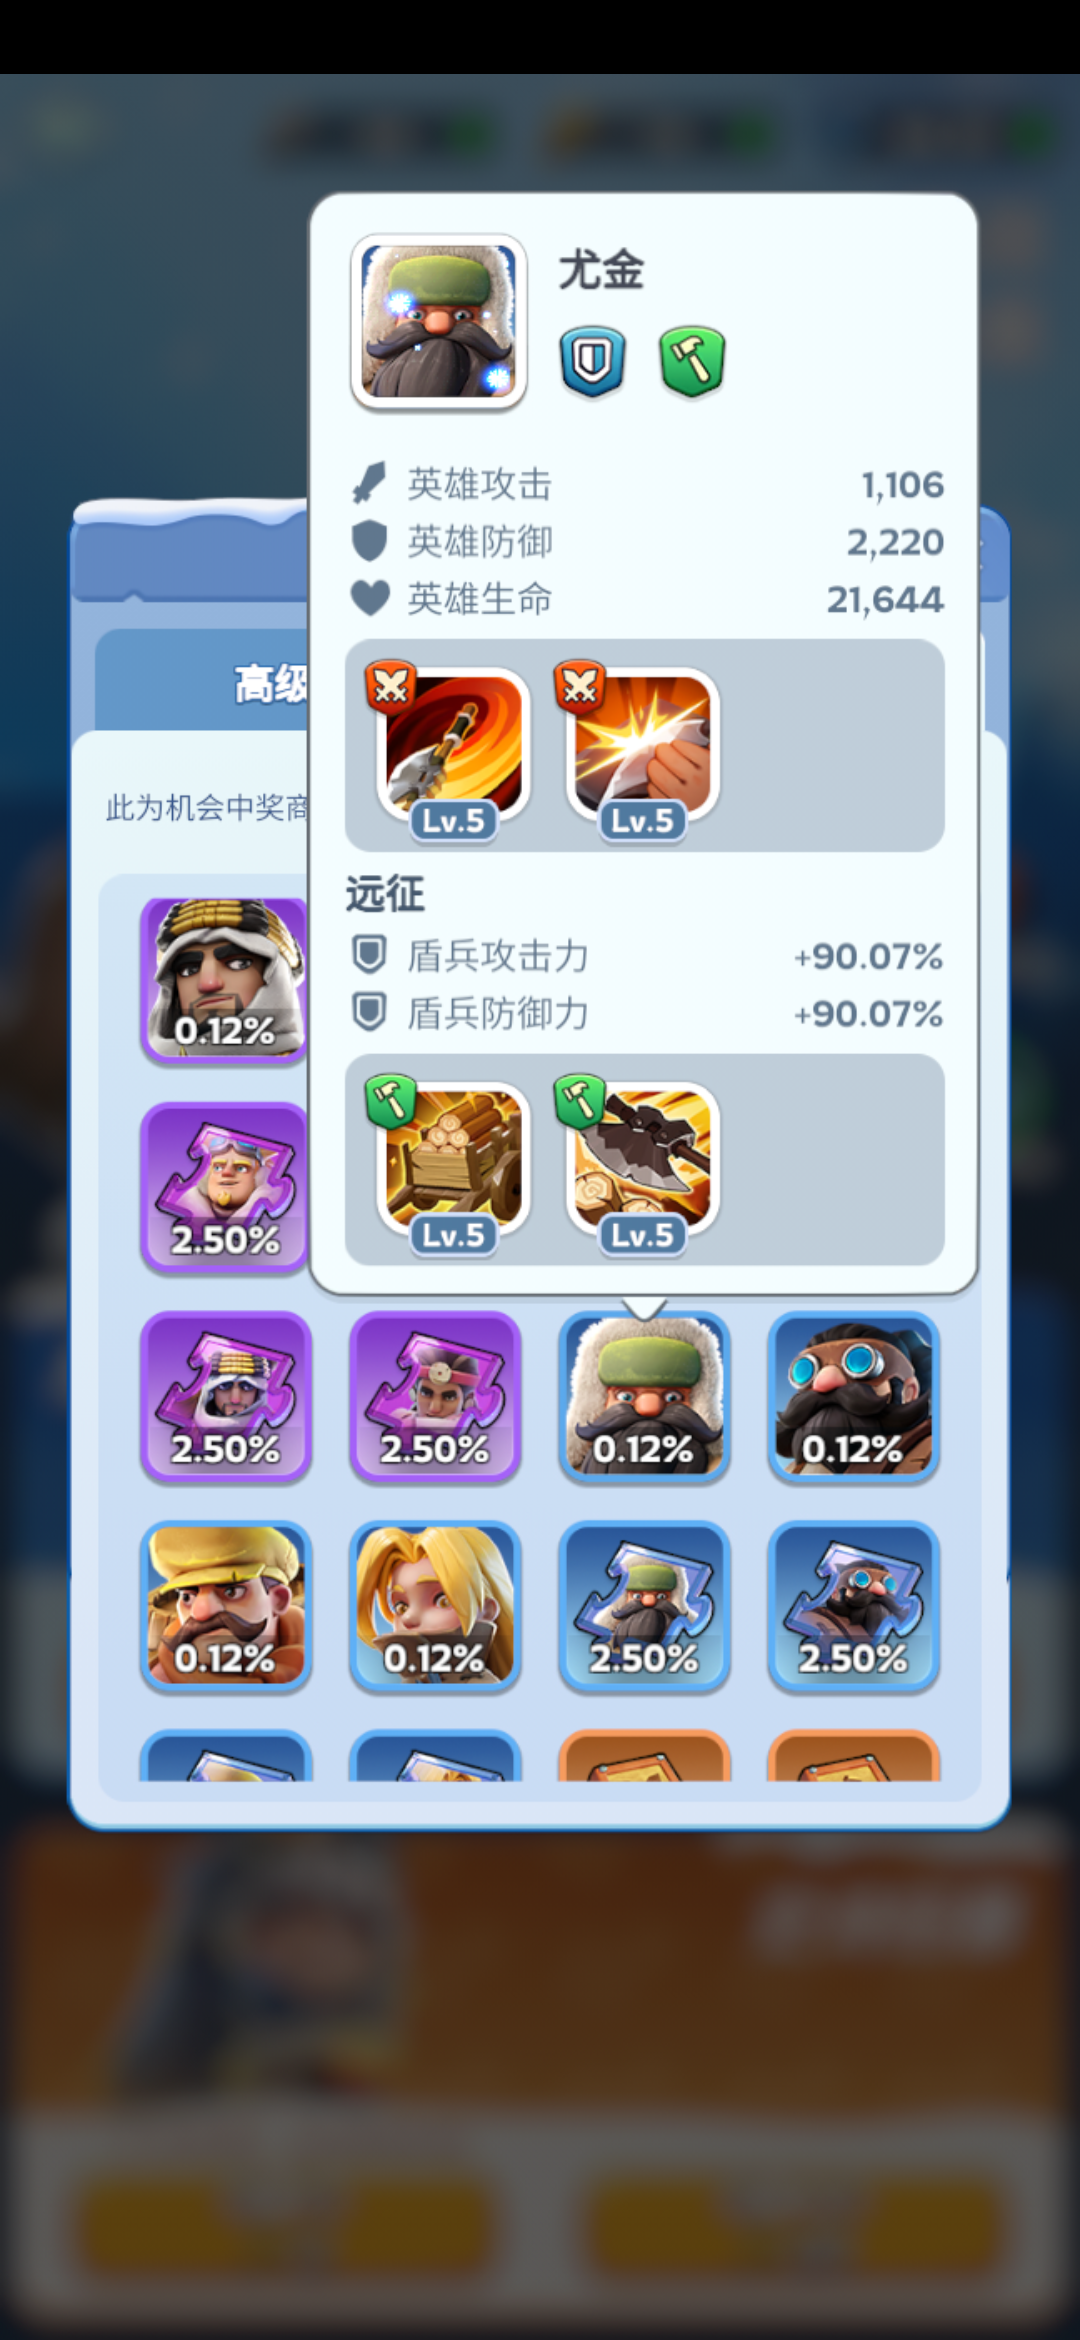 尤金
英雄攻击 1,106
英雄防御 2,220
英雄生命 21,644
高级
Lv.5 Lv.5
此为机会中奖商
远征
盾兵攻击力 +90.07%
盾兵防御力 +90.07%
0.12%
Lv.5 Lv.5
2.50%
2.50% 2.50% 0.12% 0.12%
0.12% 0.12% 2.50% 2.50%